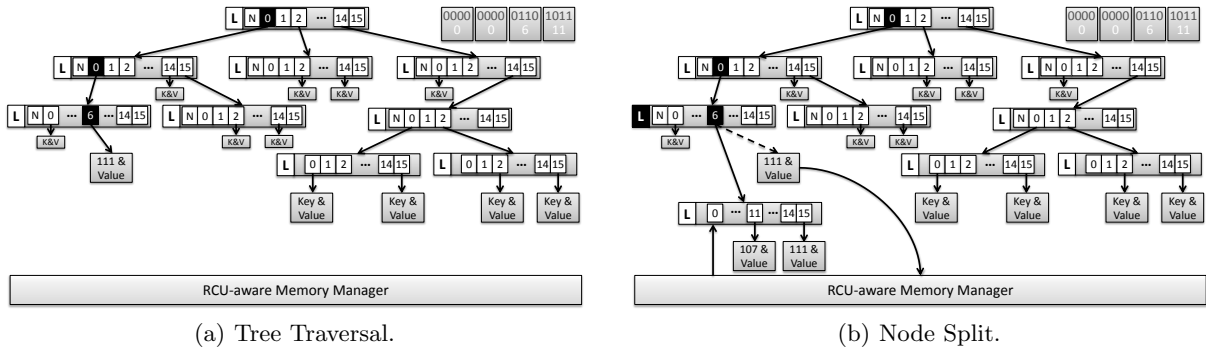 L N 0 1 2 ... 14 15
0000 0000 0110 1011
0 0 6 11
L N 0 1 2 ... 14 15
L N 0 1 2 ... 14 15
L N 0 1 2 ... 14 15
K&V
K&V
K&V
K&V
L N 0 ... 6 ... 14 15
L N 0 1 2 ... 14 15
L N 0 1 2 ... 14 15
K&V
K&V
K&V
111 & Value
L 0 1 2 ... 14 15
L 0 1 2 ... 14 15
Key & Value
Key & Value
Key & Value
Key & Value
RCU-aware Memory Manager
(a) Tree Traversal.
L N 0 1 2 ... 14 15
0000 0000 0110 1011
0 0 6 11
L N 0 1 2 ... 14 15
L N 0 1 2 ... 14 15
L N 0 1 2 ... 14 15
K&V
K&V
K&V
K&V
L N 0 ... 6 ... 14 15
L N 0 1 2 ... 14 15
L N 0 1 2 ... 14 15
K&V
K&V
K&V
111 & Value
L 0 1 2 ... 14 15
L 0 1 2 ... 14 15
Key & Value
Key & Value
Key & Value
Key & Value
L 0 ... 11 ... 14 15
107 & Value
111 & Value
RCU-aware Memory Manager
(b) Node Split.